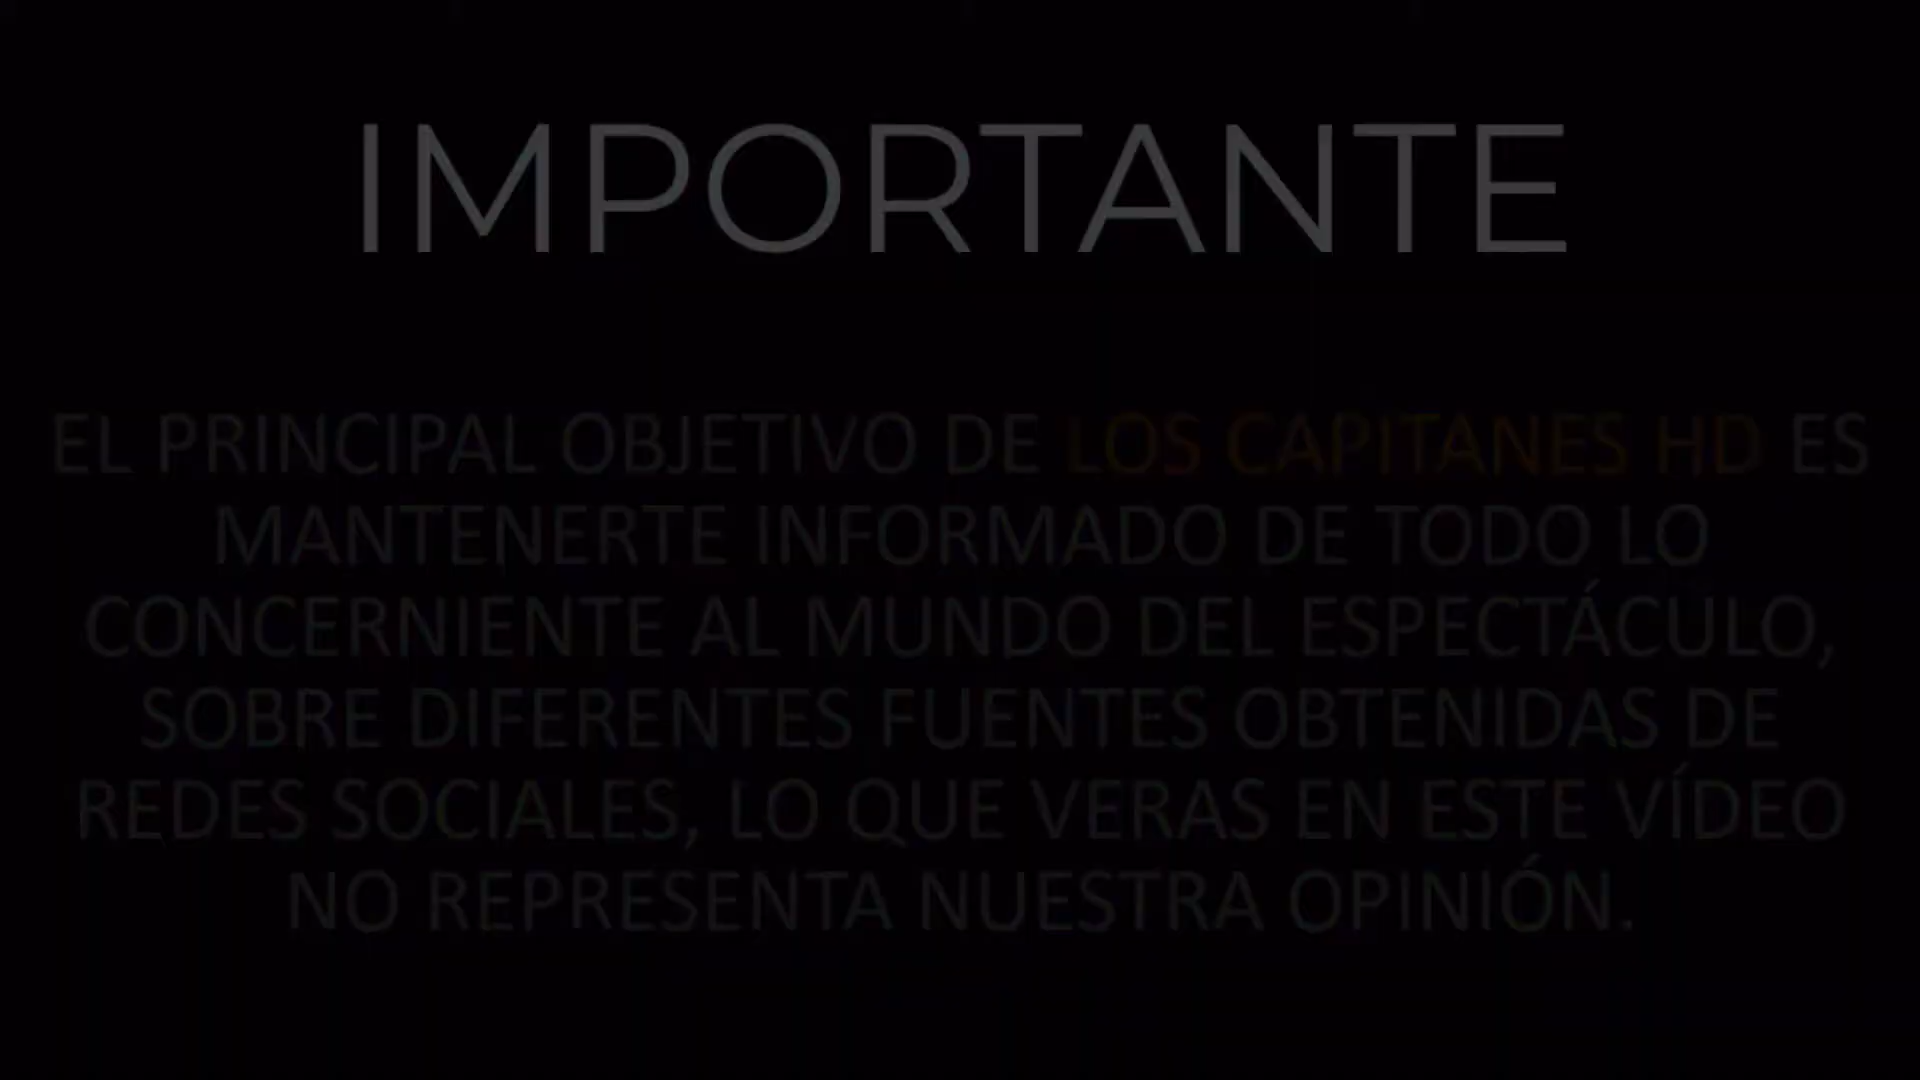 IMPORTANTE
EL PRINCIPAL OBJETIVO DE LOS CAPITANES HD ES
MANTENERTE INFORMADO DE TODO LO
CONCERNIENTE AL MUNDO DEL ESPECTÁCULO,
SOBRE DIFERENTES FUENTES OBTENIDAS DE
REDES SOCIALES, LO QUE VERAS EN ESTE VÍDEO
NO REPRESENTA NUESTRA OPINIÓN.